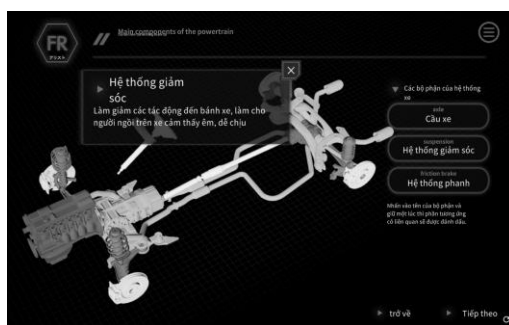 FR
Main components of the powertrain
Hệ thống giảm
sóc
Làm giảm các tác động đến bánh xe, làm cho
người ngồi trên xe cảm thấy êm, dễ chịu
Các bộ phận của hệ thống
xe
axle
Cầu xe
suspension
Hệ thống giảm sóc
friction brake
Hệ thống phanh
Nhấn vào tên của bộ phận và
giữ một lúc thì phần tương ứng
có liên quan sẽ được đánh dấu.
trở về
Tiếp theo